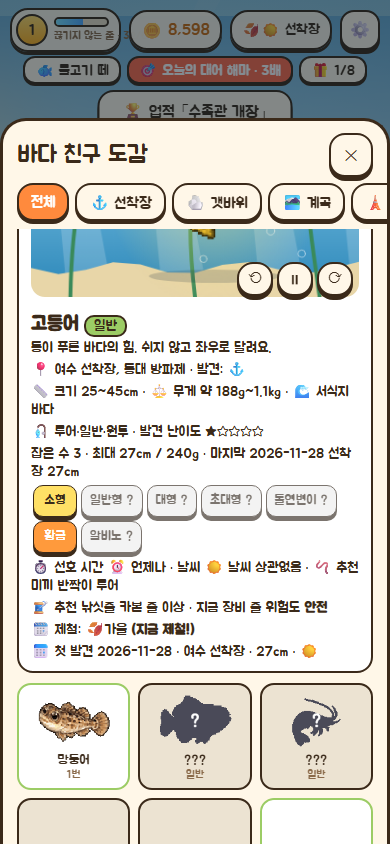 1
끊기지 않는 줄
8,598
선착장
물고기 떼
오늘의 대어 해마 · 3배
1/8
업적 「수족관 개장」
바다 친구 도감
전체
선착장
갯바위
계곡
고등어 일반
등이 푸른 바다의 힘. 쉬지 않고 좌우로 달려요.
여수 선착장, 등대 방파제 · 발견:
크기 25~45cm · 무게 약 188g~1.1kg · 서식지
바다
투어·일반·원투 · 발견 난이도 ★☆☆☆☆
잡은 수 3 · 최대 27cm / 240g · 마지막 2026-11-28 선착
장 27cm
소형
일반형 ?
대형 ?
초대형 ?
돌연변이 ?
황금
알비노 ?
선호 시간 언제나 · 날씨 날씨 상관없음 · 추천
미끼 반짝이 루어
추천 낚싯줄 카본 줄 이상 · 지금 장비 줄 위험도 안전
제철: 가을 (지금 제철!)
첫 발견 2026-11-28 · 여수 선착장 · 27cm ·
망둥어
1번
?
???
일반
?
???
일반